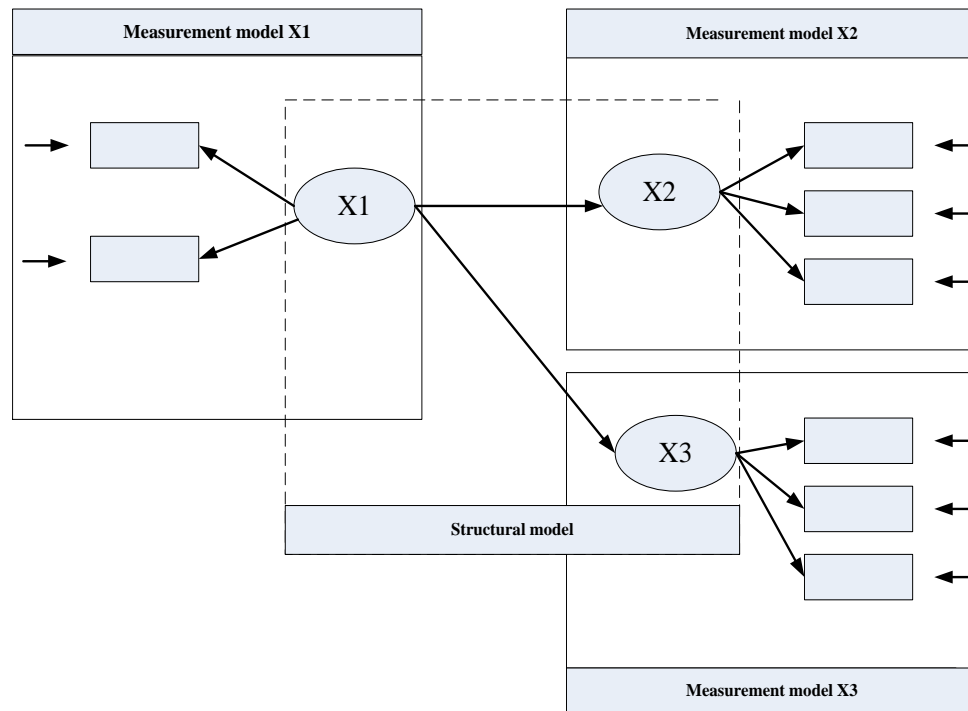 Measurement model X1
Measurement model X2
X1
X2
X3
Structural model
Measurement model X3